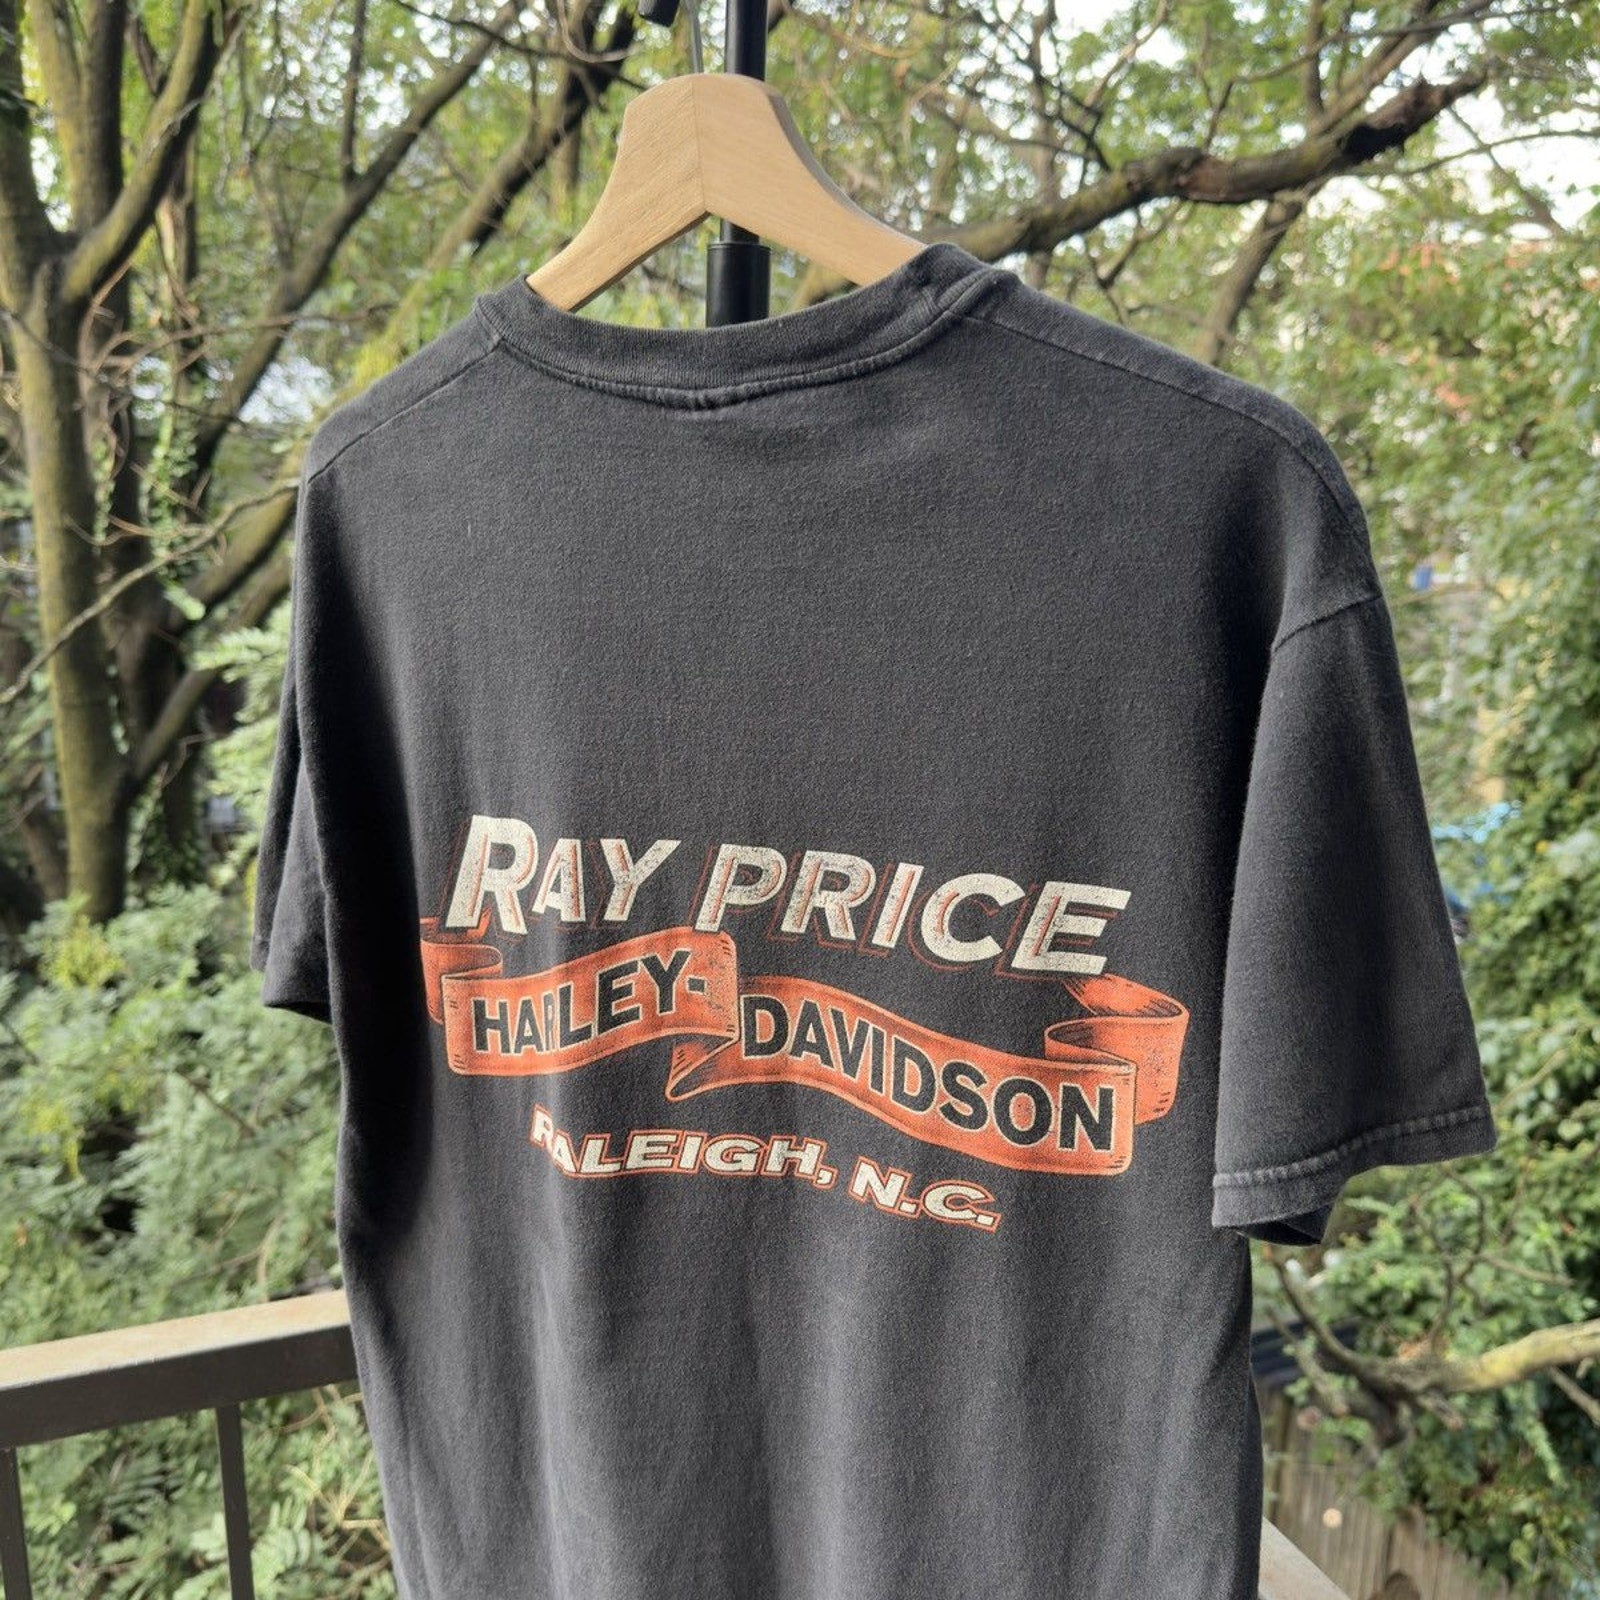 RAY PRICE
HARLEY-DAVIDSON
RALEIGH, N.C.